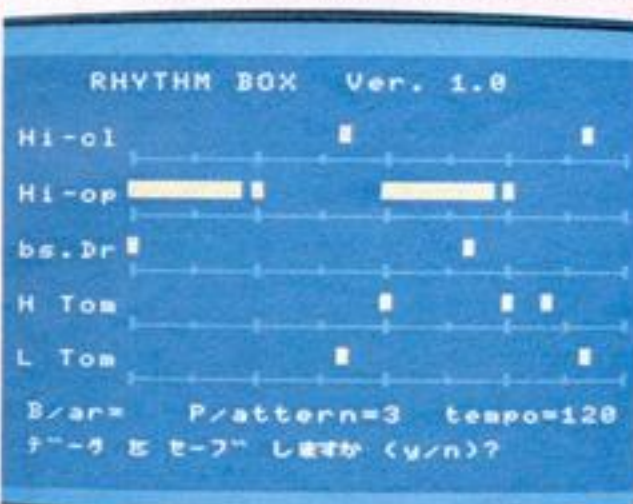 RHYTHM BOX Ver. 1.0
Hi-cl
Hi-op
bs.Dr
H Tom
L Tom
B/ar= P/attern=3 tempo=120
データ を セーブ しますか (y/n)?